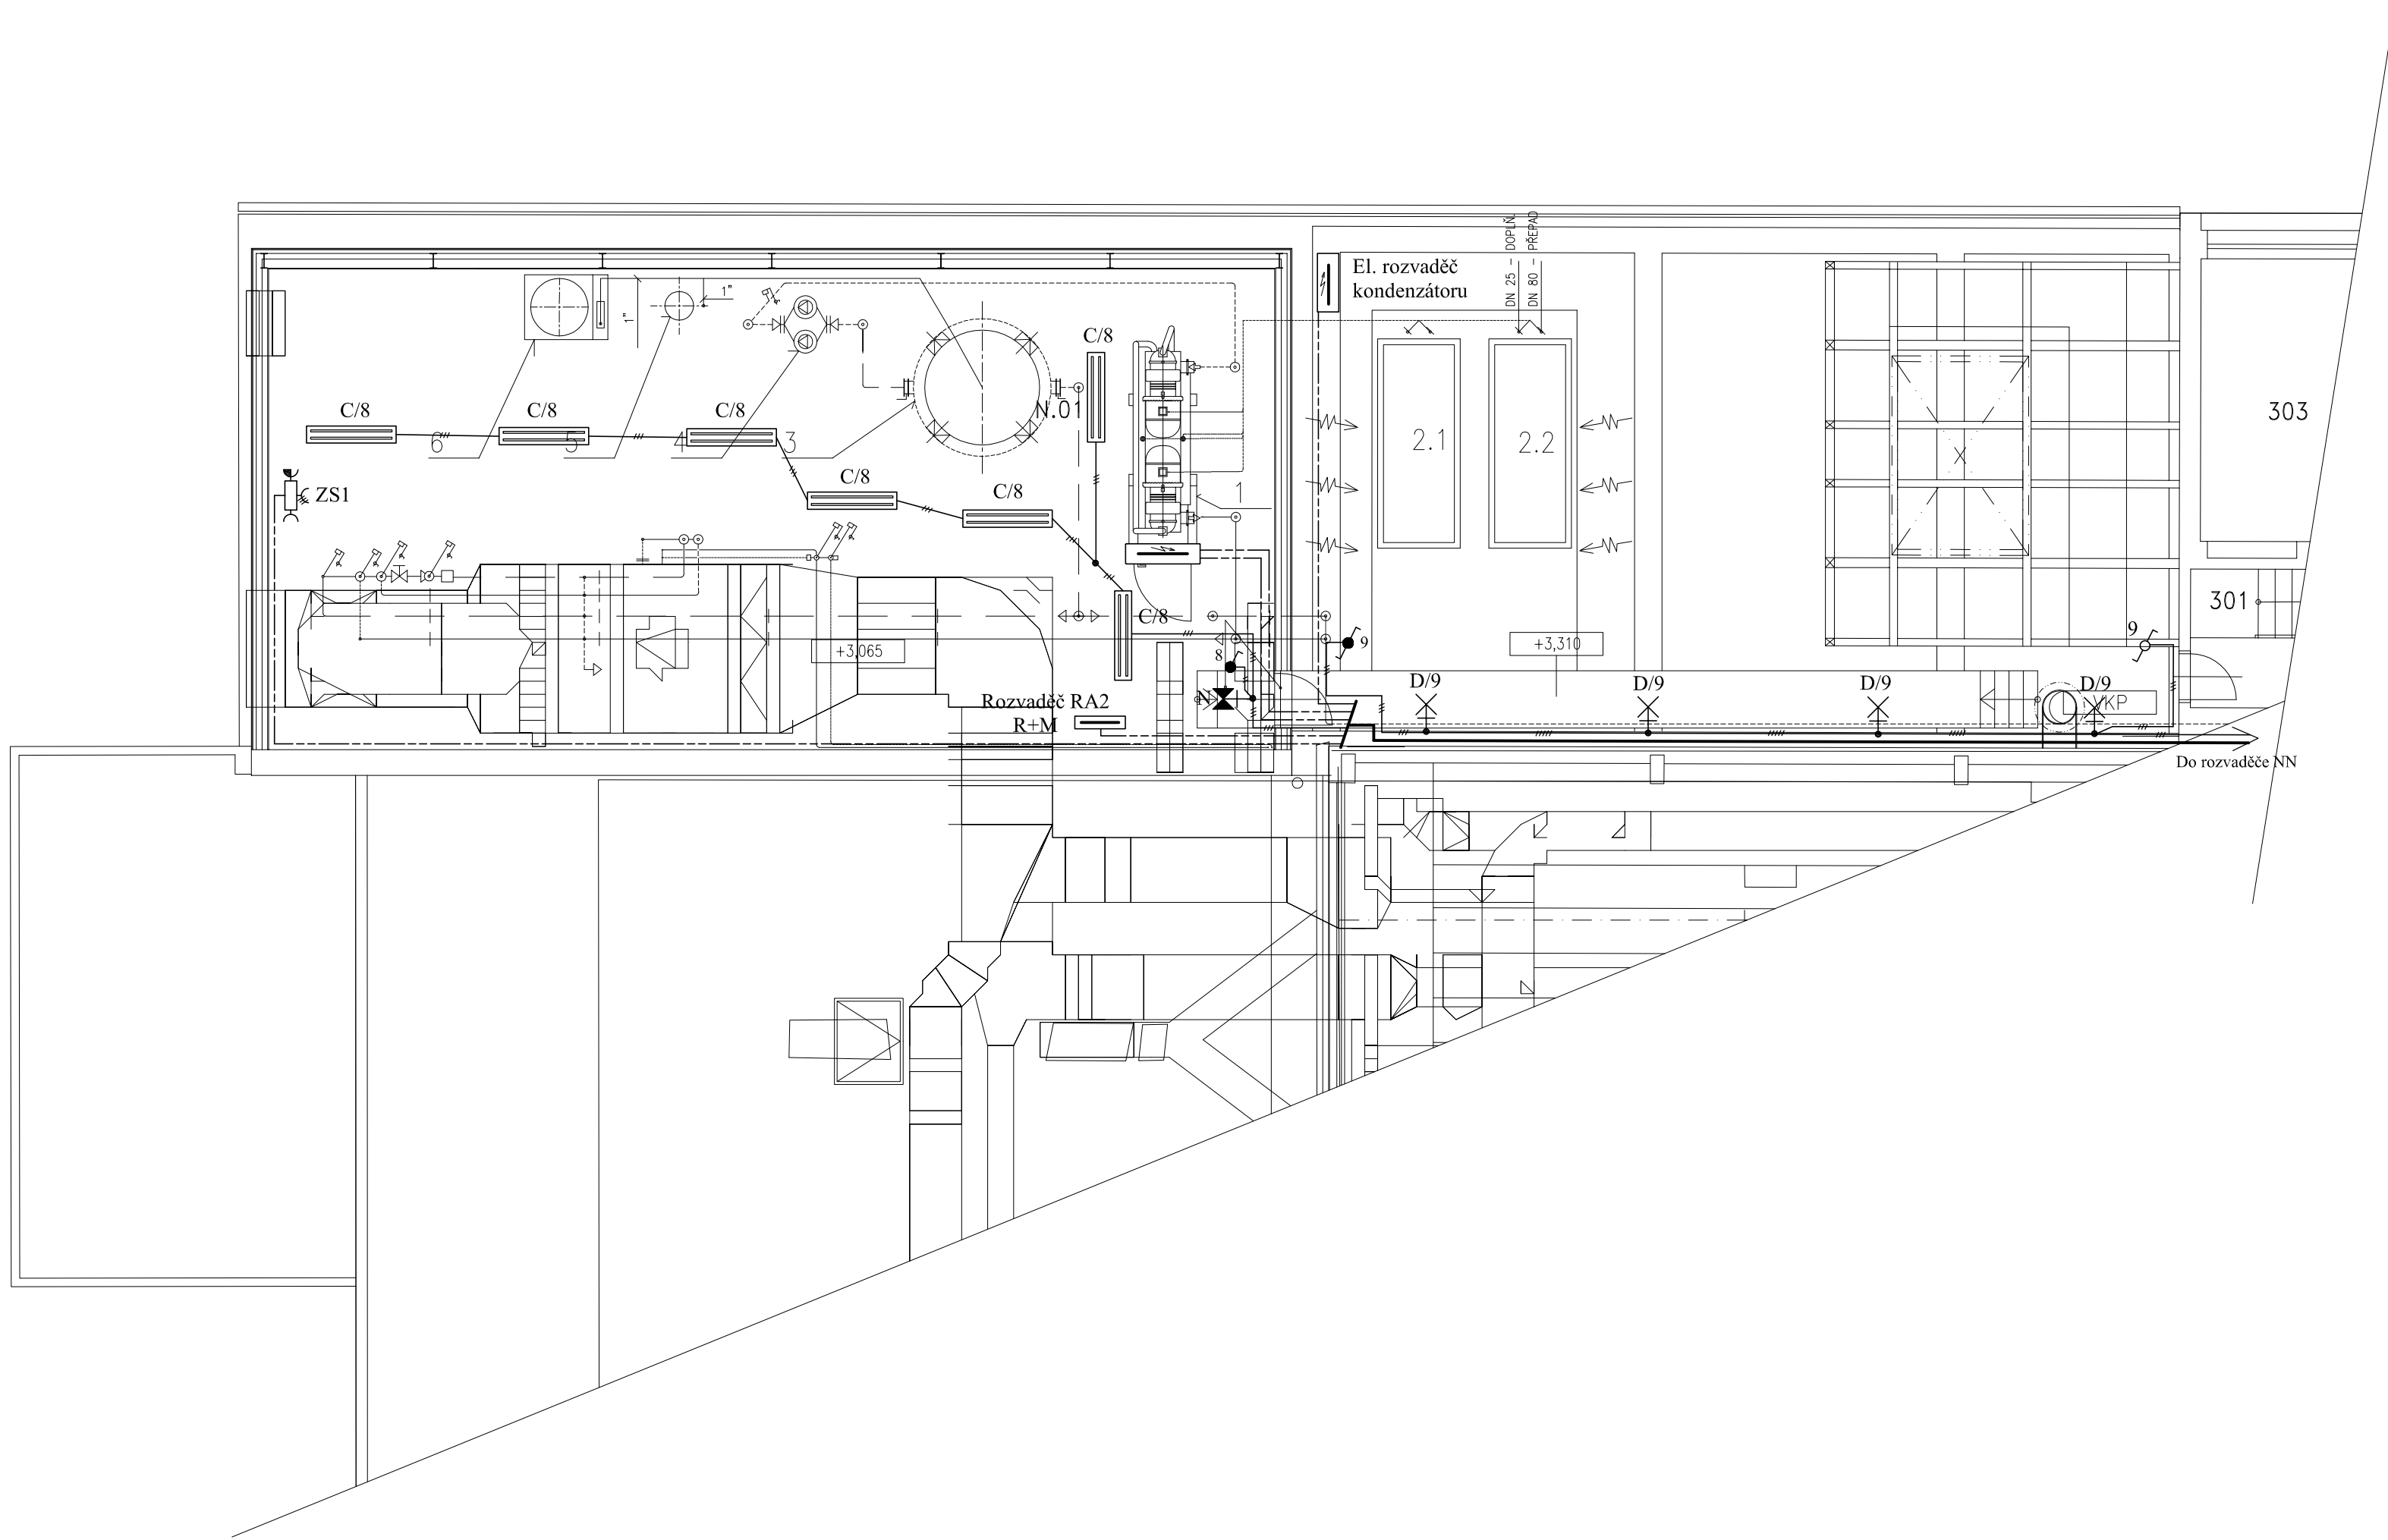 DN 25 - DOPLŇ.
DN 80 - PŘEPAD
El. rozvaděč
kondenzátoru
1"
1"
C/8
N.01
C/8
C/8
C/8
6
5
4
3
2.1
2.2
X
303
C/8
C/8
1
ZS1
C/8
301
+3,065
8
9
+3,310
9
N
Rozvaděč RA2
R+M
D/9
D/9
D/9
D/9
VKP
Do rozvaděče NN